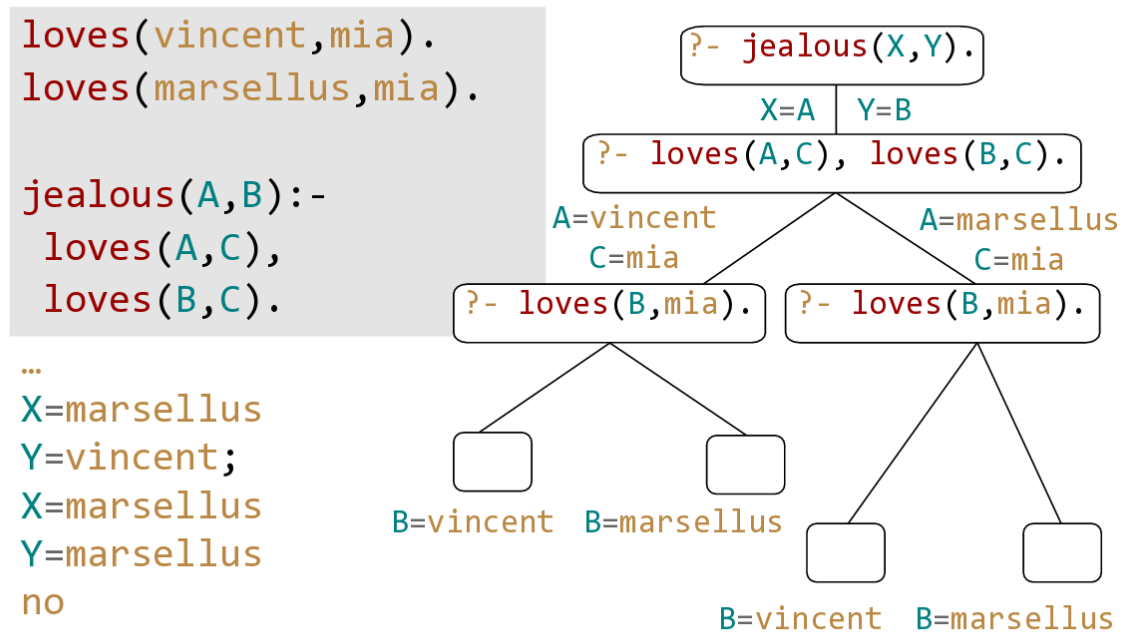 loves(vincent,mia).
loves(marsellus,mia).
jealous(A,B):-
loves(A,C),
loves(B,C).
…
X=marsellus
Y=vincent;
X=marsellus
Y=marsellus
no
?- jealous(X,Y).
X=A Y=B
?- loves(A,C), loves(B,C).
A=vincent A=marsellus
C=mia C=mia
?- loves(B,mia). ?- loves(B,mia).
B=vincent B=marsellus
B=vincent B=marsellus